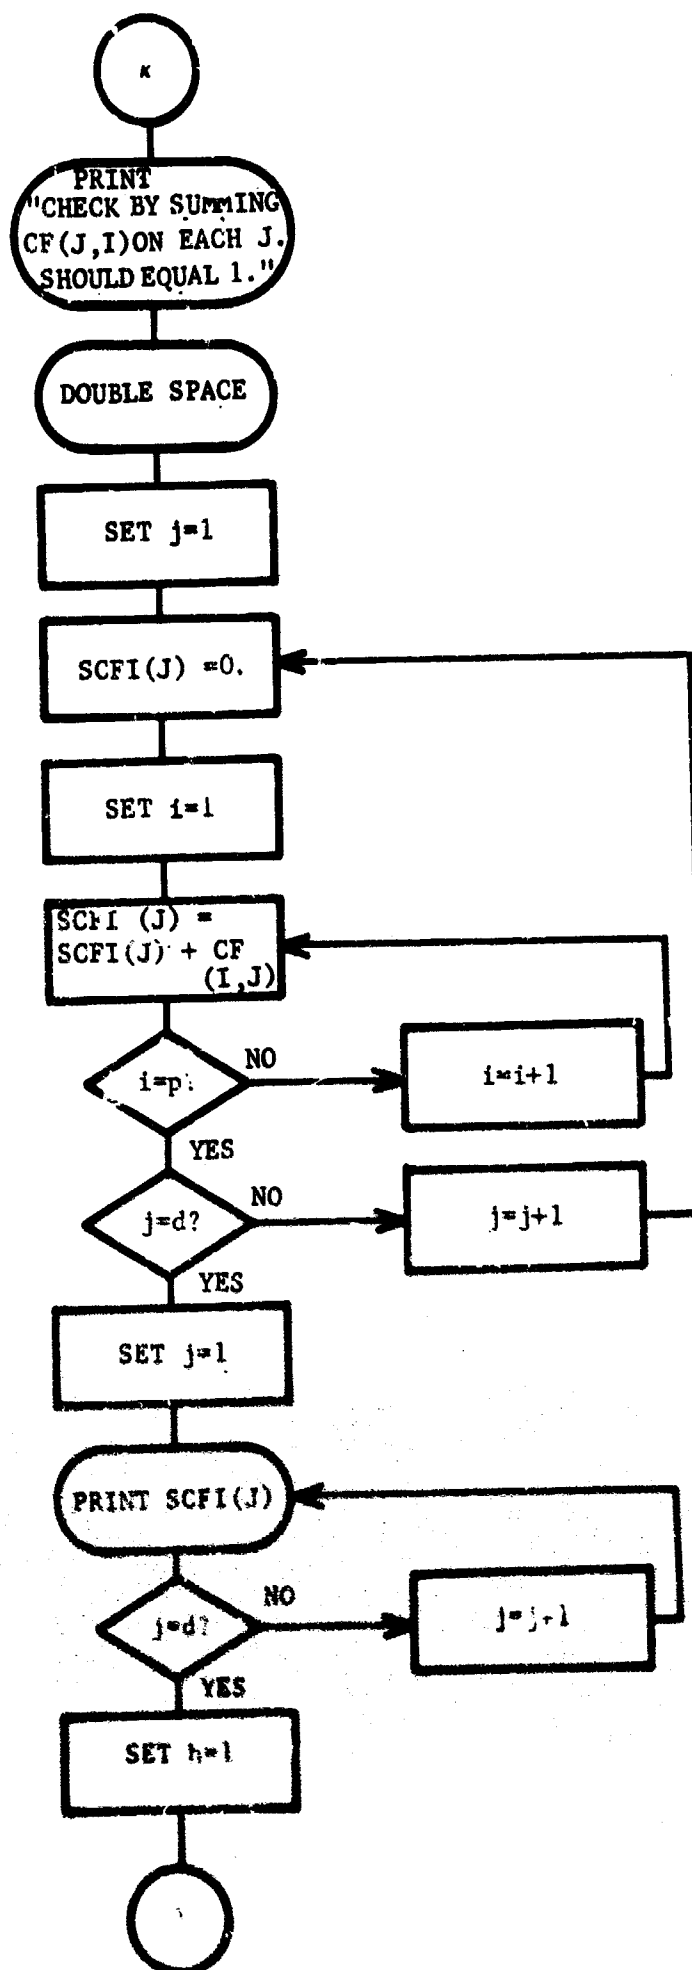 K
PRINT
"CHECK BY SUMMING
CF(J,I)ON EACH J.
SHOULD EQUAL 1."
DOUBLE SPACE
SET j=1
SCFI(J) =0.
SET i=1
SCFI (J) =
SCFI(J) + CF
(I,J)
i=p?
NO
i=i+1
YES
j=d?
NO
j=j+1
YES
SET j=1
PRINT SCFI(J)
j=d?
NO
j=j+1
YES
SET h=1